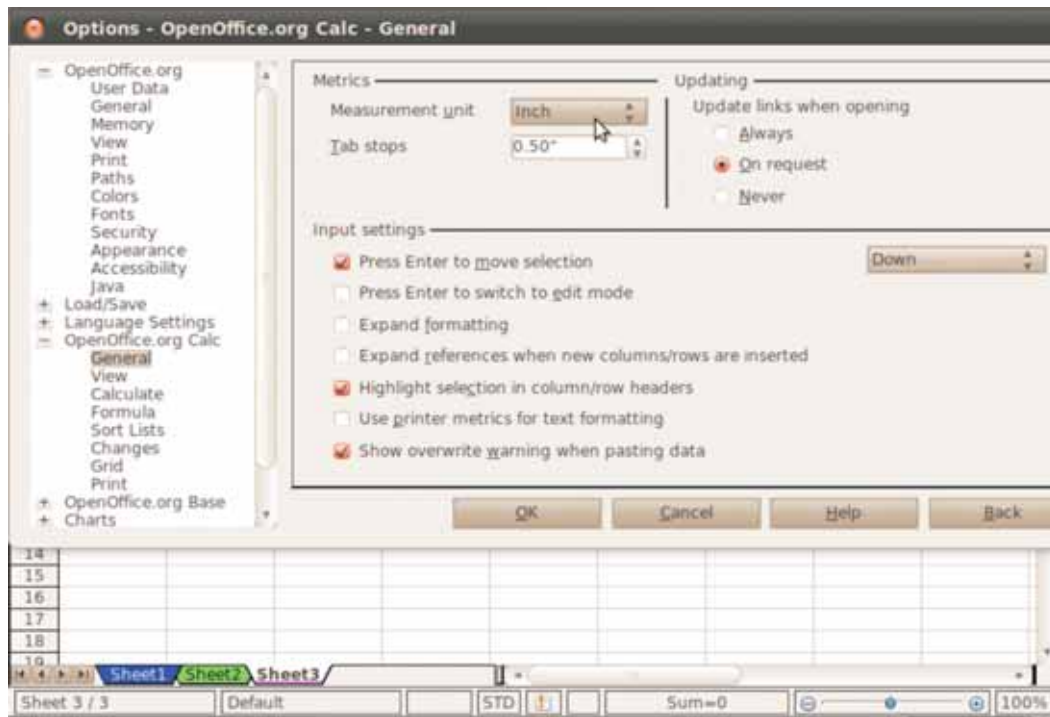 Options - OpenOffice.org Calc - General
OpenOffice.org
User Data
General
Memory
View
Print
Paths
Colors
Fonts
Security
Appearance
Accessibility
Java
Load/Save
Language Settings
OpenOffice.org Calc
General
View
Calculate
Formula
Sort Lists
Changes
Grid
Print
OpenOffice.org Base
Charts
Metrics
Measurement unit Inch
Tab stops 0.50"
Updating
Update links when opening
Always
On request
Never
Input settings
Press Enter to move selection Down
Press Enter to switch to edit mode
Expand formatting
Expand references when new columns/rows are inserted
Highlight selection in column/row headers
Use printer metrics for text formatting
Show overwrite warning when pasting data
OK Cancel Help Back
14
15
16
17
18
19
Sheet1 Sheet2 Sheet3
Sheet 3 / 3 Default STD Sum=0 100%